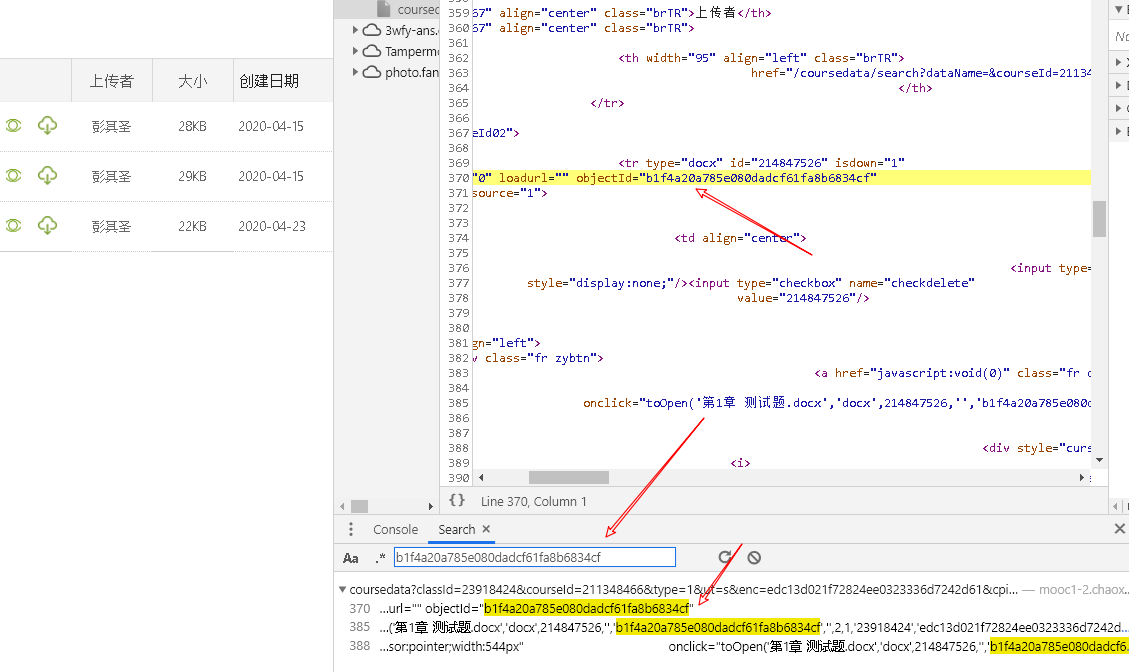 上传者 大小 创建日期
彭其圣 28KB 2020-04-15
彭其圣 29KB 2020-04-15
彭其圣 22KB 2020-04-23
coursed
3wfy-ans.
Tampermo
photo.fan
359 67" align="center" class="brTR">上传者</th>
360 67" align="center" class="brTR">
361
362 <th width="95" align="left" class="brTR">
363 href="/coursedata/search?dataName=&courseId=21134
364 </th>
365 </tr>
366
367 eId02">
368
369 <tr type="docx" id="214847526" isdown="1"
370 "0" loadurl="" objectId="b1f4a20a785e080dadcf61fa8b6834cf"
371 source="1">
372
373
374 <td align="center">
375
376 <input type=
377 style="display:none;"/><input type="checkbox" name="checkdelete"
378 value="214847526"/>
379
380
381 gn="left">
382 v class="fr zybtn">
383 <a href="javascript:void(0)" class="fr d
384
385 onclick="toOpen('第1章 测试题.docx','docx',214847526,'','b1f4a20a785e080d
386
387
388 <div style="curs
389 <i>
390
{} Line 370, Column 1
Console Search ×
Aa .* b1f4a20a785e080dadcf61fa8b6834cf
coursedata?classId=23918424&courseId=211348466&type=1&ut=s&enc=edc13d021f72824ee0323336d7242d61&cpi... — mooc1-2.chaox...
370 ...url="" objectId="b1f4a20a785e080dadcf61fa8b6834cf"
385 ...('第1章 测试题.docx','docx',214847526,'','b1f4a20a785e080dadcf61fa8b6834cf','',2,1,'23918424','edc13d021f72824ee0323336d7242d...
388 ...sor:pointer;width:544px" onclick="toOpen('第1章 测试题.docx','docx',214847526,'','b1f4a20a785e080dadcf6...